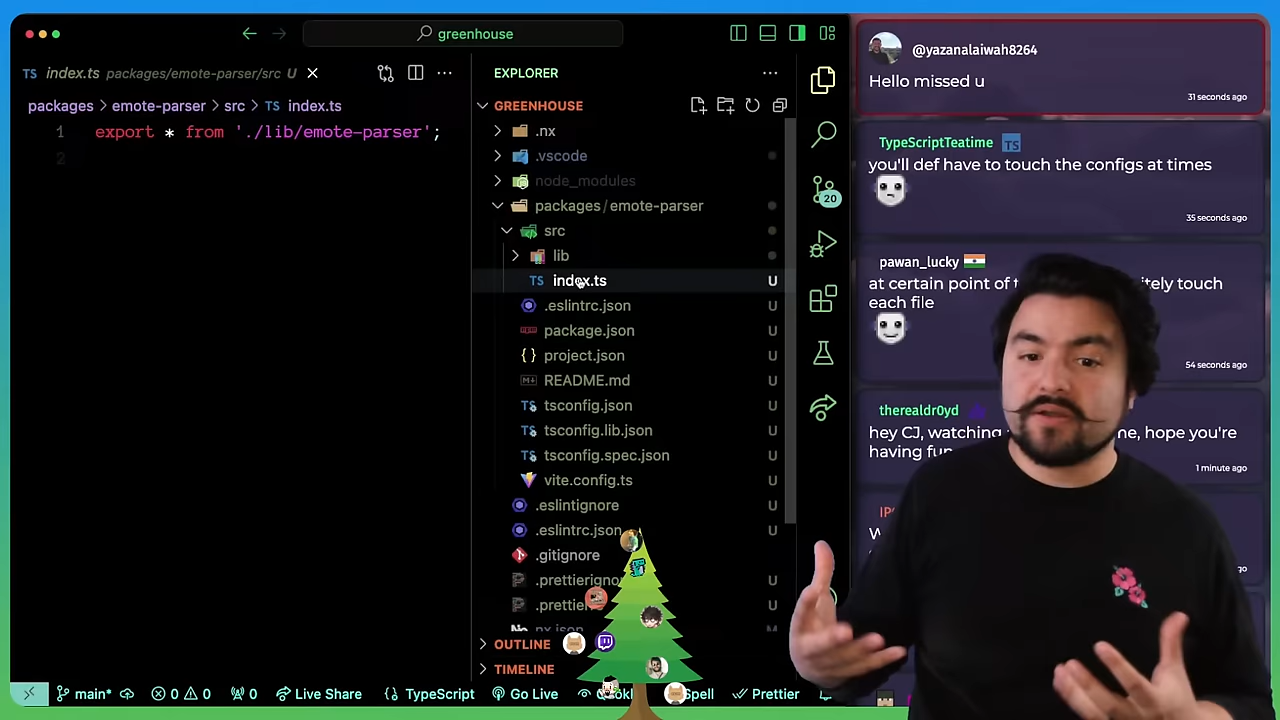 greenhouse
TS index.ts packages/emote-parser/src U
packages > emote-parser > src > TS index.ts
1 export * from './lib/emote-parser';
2
EXPLORER
GREENHOUSE
.nx
.vscode
node_modules
packages / emote-parser
src
lib
TS index.ts U
.eslintrc.json U
package.json U
project.json U
README.md U
tsconfig.json U
tsconfig.lib.json U
tsconfig.spec.json U
vite.config.ts U
.eslintignore U
.eslintrc.json U
.gitignore
.prettierigno U
U
nx.json M
OUTLINE
TIMELINE
20
main* 0 0 0 Live Share {} TypeScript Go Live Spell Prettier
@yazanalaiwah8264
Hello missed u
31 seconds ago
TypeScriptTeatime TS
you'll def have to touch the configs at times
35 seconds ago
pawan_lucky
at certain point of touch
each file
54 seconds ago
therealdr0yd
hey CJ, watching hope you're
having fun
1 minute ago